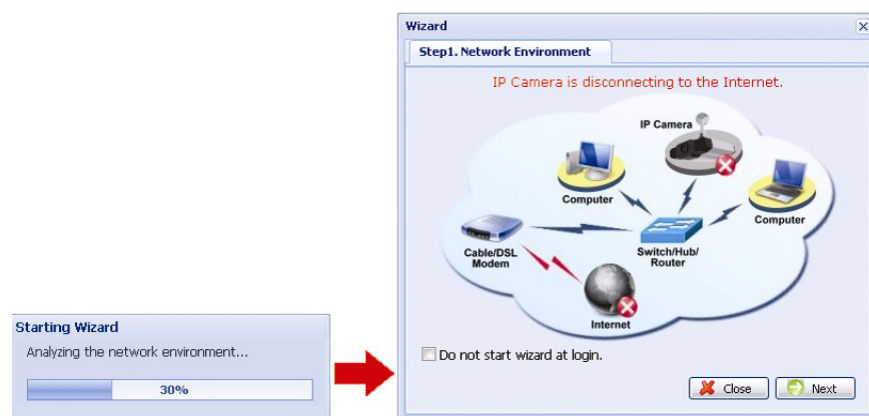 Starting Wizard
Analyzing the network environment...
30%
Wizard
Step1. Network Environment
IP Camera is disconnecting to the Internet.
IP Camera
Computer
Computer
Cable/DSL
Modem
Switch/Hub/
Router
Internet
Do not start wizard at login.
Close
Next